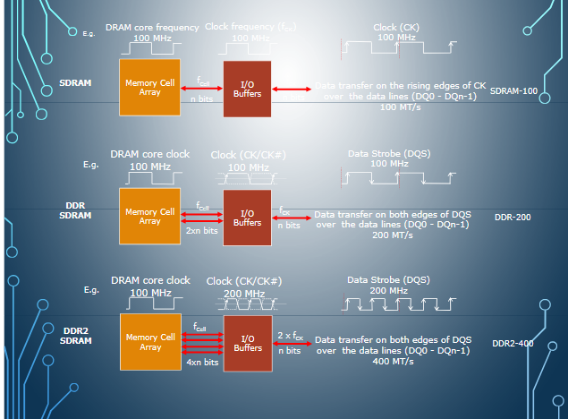 E.g.
DRAM core frequency
100 MHz
Clock frequency (fCK)
100 MHz
Clock (CK)
100 MHz
SDRAM
Memory Cell
Array
fCell
n bits
I/O
Buffers
Data transfer on the rising edges of CK
over the data lines (DQ0 - DQn-1)
100 MT/s
SDRAM-100
E.g.
DRAM core clock
100 MHz
Clock (CK/CK#)
100 MHz
Data Strobe (DQS)
100 MHz
DDR
SDRAM
Memory Cell
Array
fCell
2xn bits
I/O
Buffers
fCK
n bits
Data transfer on both edges of DQS
over the data lines (DQ0 - DQn-1)
200 MT/s
DDR-200
E.g.
DRAM core clock
100 MHz
Clock (CK/CK#)
200 MHz
Data Strobe (DQS)
200 MHz
DDR2
SDRAM
Memory Cell
Array
fCell
4xn bits
I/O
Buffers
2 x fCK
n bits
Data transfer on both edges of DQS
over the data lines (DQ0 - DQn-1)
400 MT/s
DDR2-400